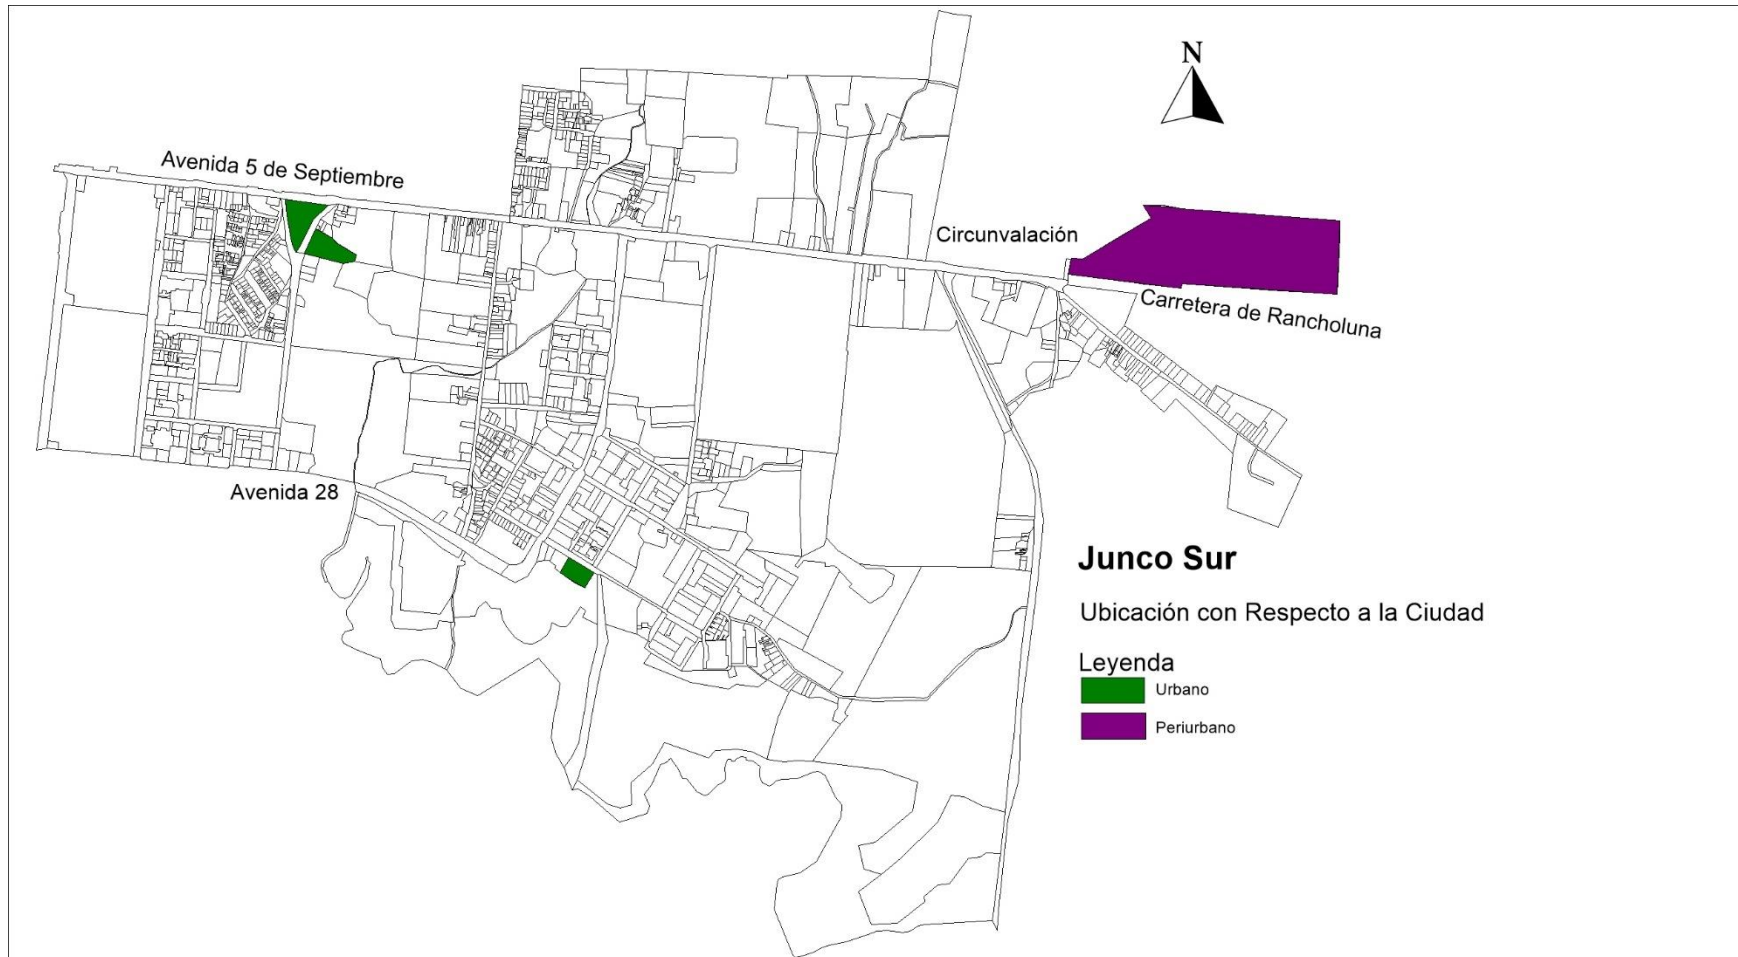 N
Avenida 5 de Septiembre
Circunvalación
Carretera de Rancholuna
Avenida 28
Junco Sur
Ubicación con Respecto a la Ciudad
Leyenda
Urbano
Periurbano